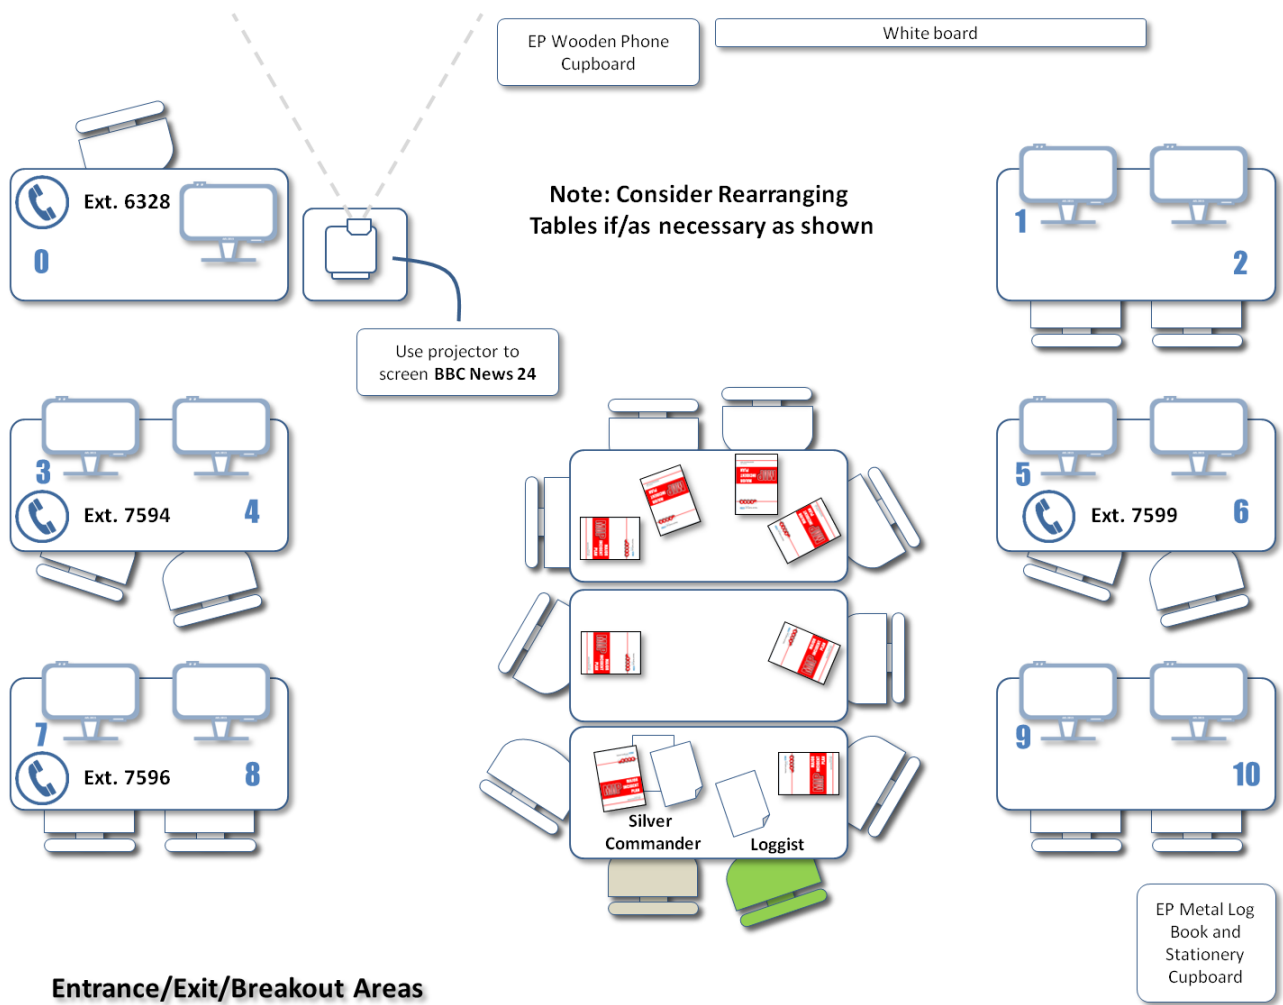 EP Wooden Phone
Cupboard
White board
Ext. 6328
0
Note: Consider Rearranging
Tables if/as necessary as shown
1
2
Use projector to
screen BBC News 24
3
4
Ext. 7594
5
6
Ext. 7599
7
8
Ext. 7596
9
10
Silver
Commander
Loggist
EP Metal Log
Book and
Stationery
Cupboard
Entrance/Exit/Breakout Areas